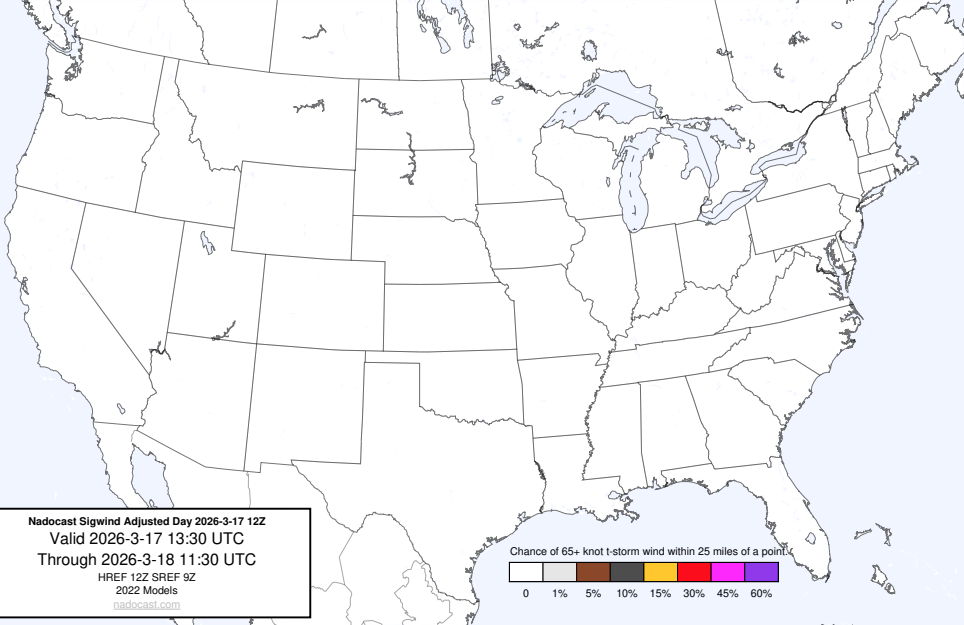 Nadocast Sigwind Adjusted Day 2026-3-17 12Z
Valid 2026-3-17 13:30 UTC
Through 2026-3-18 11:30 UTC
HREF 12Z SREF 9Z
2022 Models
nadocast.com
Chance of 65+ knot t-storm wind within 25 miles of a point.
0 1% 5% 10% 15% 30% 45% 60%